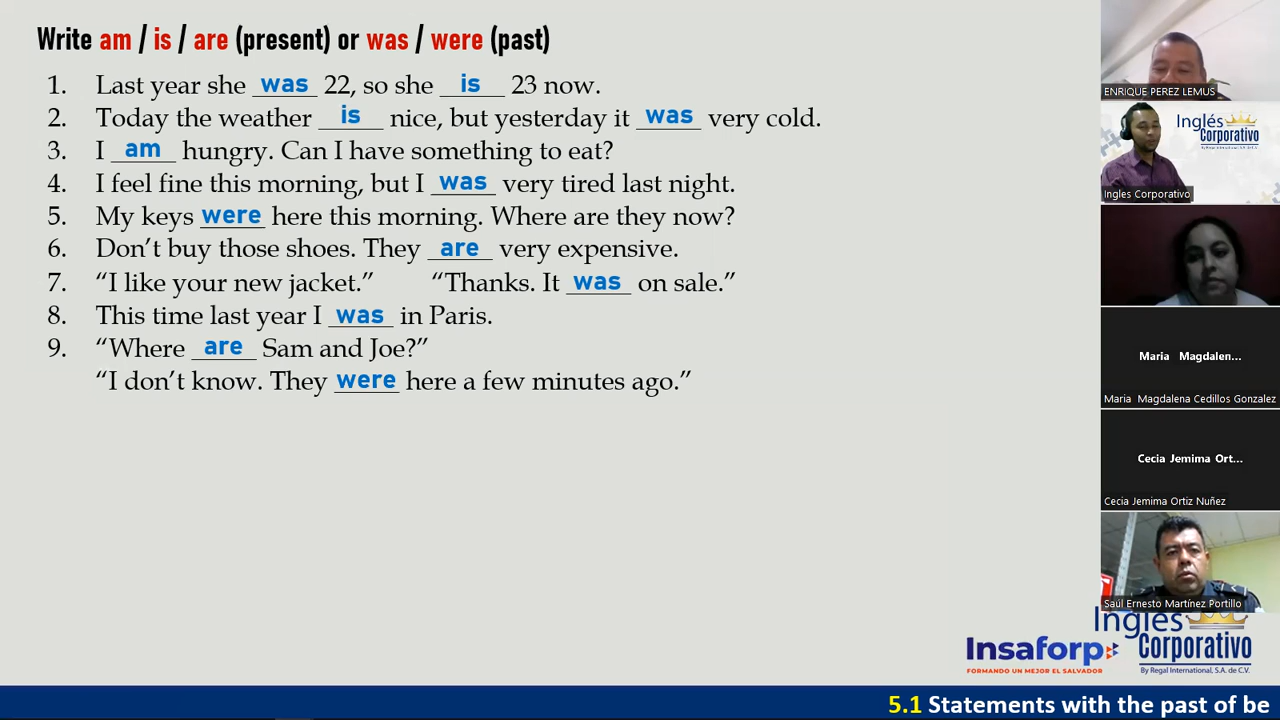 Write am / is / are (present) or was / were (past)
1. Last year she was 22, so she is 23 now.
2. Today the weather is nice, but yesterday it was very cold.
3. I am hungry. Can I have something to eat?
4. I feel fine this morning, but I was very tired last night.
5. My keys were here this morning. Where are they now?
6. Don’t buy those shoes. They are very expensive.
7. “I like your new jacket.” “Thanks. It was on sale.”
8. This time last year I was in Paris.
9. “Where are Sam and Joe?”
“I don’t know. They were here a few minutes ago.”
ENRIQUE PEREZ LEMUS
Inglés
Corporativo
By Regal International, S.A. de C.V.
Ingles Corporativo
Maria Magdalen...
Maria Magdalena Cedillos Gonzalez
Cecia Jemima Ort...
Cecia Jemima Ortiz Nuñez
Saúl Ernesto Martínez Portillo
Insaforp
FORMANDO UN MEJOR EL SALVADOR
Inglés
Corporativo
By Regal International, S.A. de C.V.
5.1 Statements with the past of be